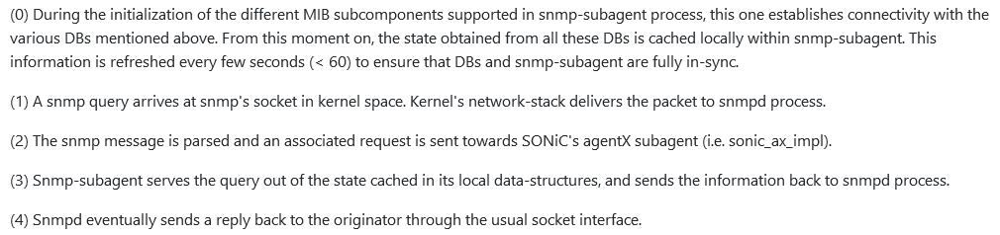 (0) During the initialization of the different MIB subcomponents supported in snmp-subagent process, this one establishes connectivity with the
various DBs mentioned above. From this moment on, the state obtained from all these DBs is cached locally within snmp-subagent. This
information is refreshed every few seconds (< 60) to ensure that DBs and snmp-subagent are fully in-sync.
(1) A snmp query arrives at snmp's socket in kernel space. Kernel's network-stack delivers the packet to snmpd process.
(2) The snmp message is parsed and an associated request is sent towards SONiC's agentX subagent (i.e. sonic_ax_impl).
(3) Snmp-subagent serves the query out of the state cached in its local data-structures, and sends the information back to snmpd process.
(4) Snmpd eventually sends a reply back to the originator through the usual socket interface.